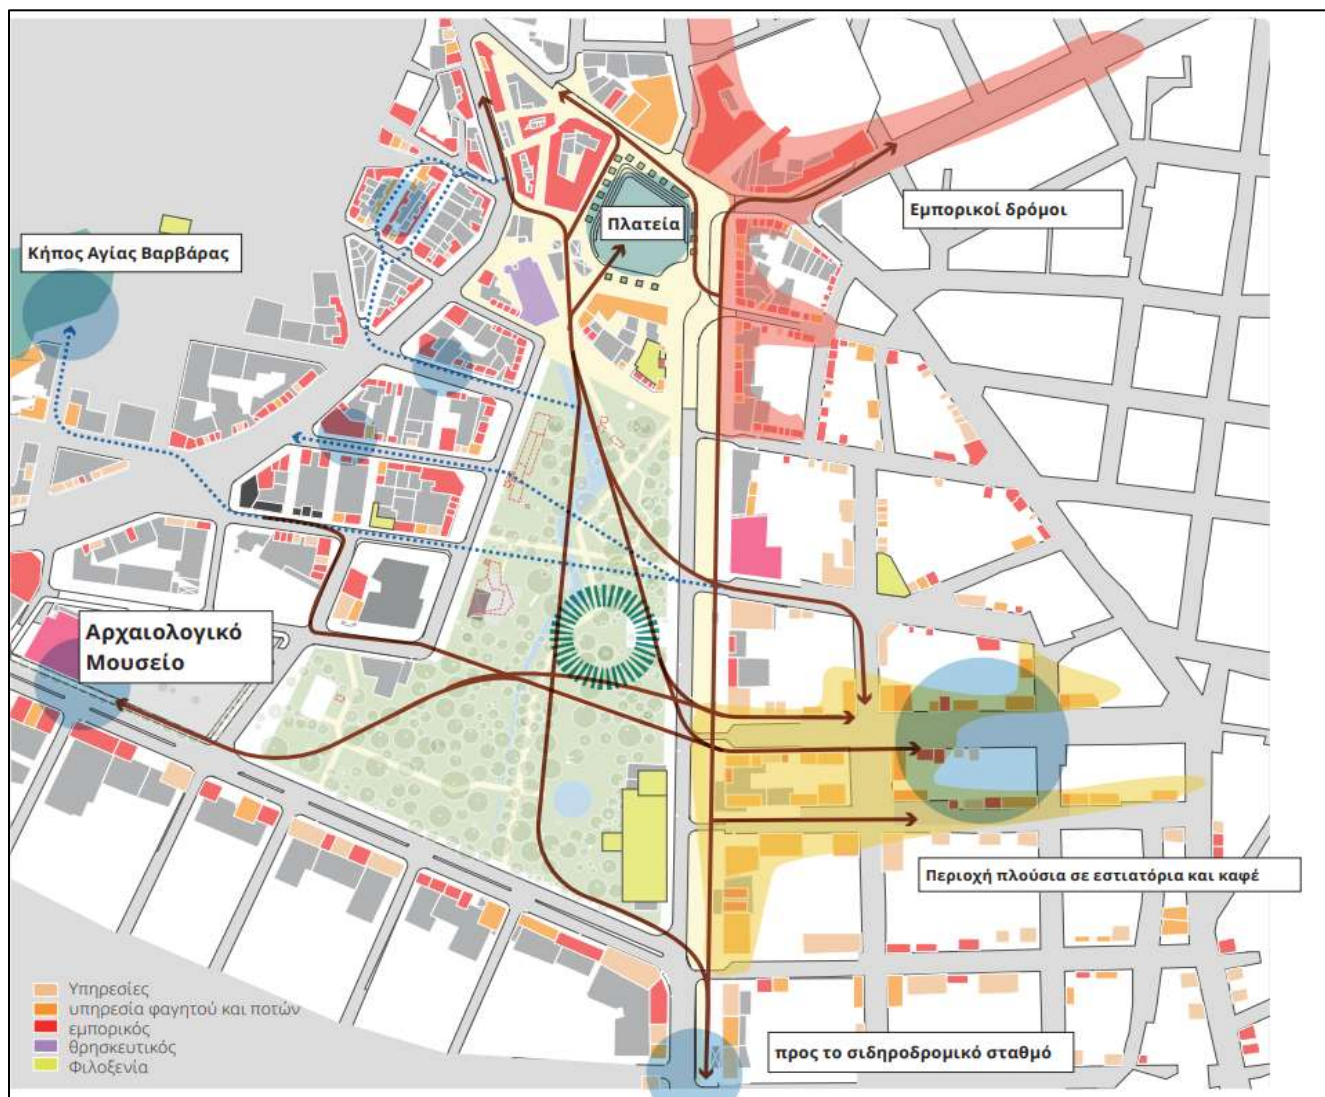 Πλατεία
Εμπορικοί δρόμοι
Κήπος Αγίας Βαρβάρας
Αρχαιολογικό
Μουσείο
Περιοχή πλούσια σε εστιατόρια και καφέ
προς το σιδηροδρομικό σταθμό
Υπηρεσίες
υπηρεσία φαγητού και ποτών
εμπορικός
θρησκευτικός
Φιλοξενία